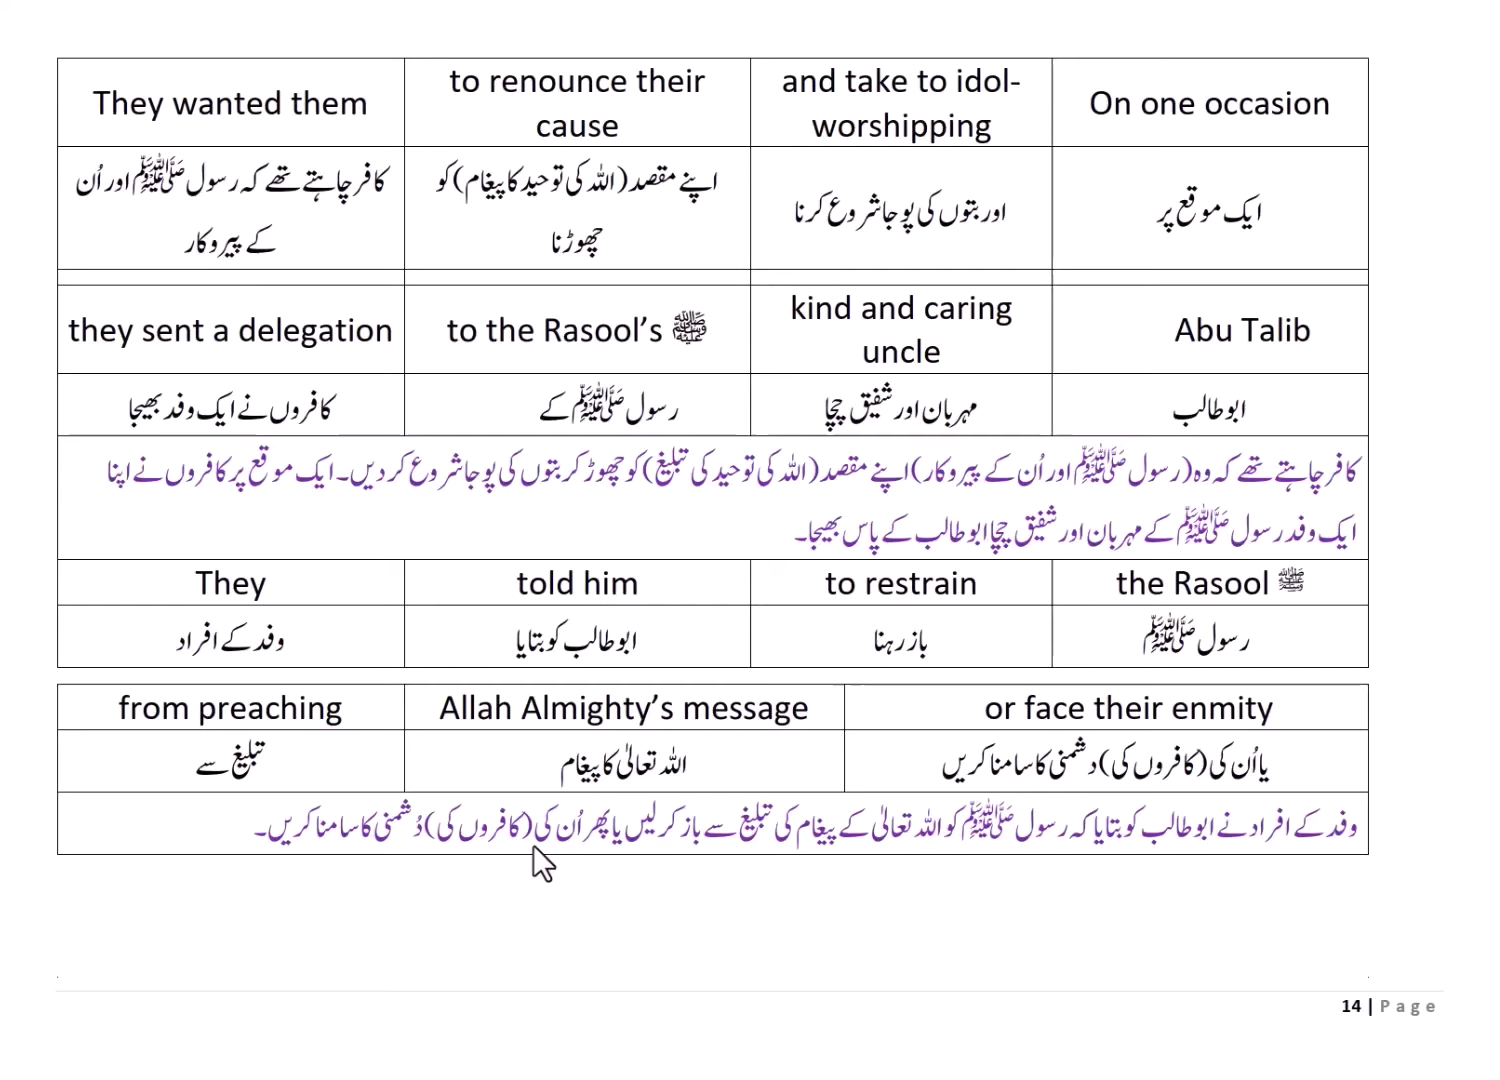 They wanted them
to renounce their
cause
and take to idol-
worshipping
On one occasion
کافر چاہتے تھے کہ رسول ﷺ اور اُن
کے پیروکار
اپنے مقصد (اللہ کی توحید کا پیغام) کو
چھوڑنا
اور بتوں کی پوجا شروع کرنا
ایک موقع پر
they sent a delegation
to the Rasool’s ﷺ
kind and caring
uncle
Abu Talib
کافروں نے ایک وفد بھیجا
رسول ﷺ کے
مہربان اور شفیق چچا
ابو طالب
کافر چاہتے تھے کہ وہ (رسول ﷺ اور اُن کے پیروکار) اپنے مقصد (اللہ کی توحید کی تبلیغ) کو چھوڑ کر بتوں کی پوجا شروع کر دیں۔ ایک موقع پر کافروں نے اپنا
ایک وفد رسول ﷺ کے مہربان اور شفیق چچا ابو طالب کے پاس بھیجا۔
They
told him
to restrain
the Rasool ﷺ
وفد کے افراد
ابو طالب کو بتایا
باز رہنا
رسول ﷺ
from preaching
Allah Almighty’s message
or face their enmity
تبلیغ سے
اللہ تعالیٰ کا پیغام
یا اُن کی (کافروں کی) دشمنی کا سامنا کریں
وفد کے افراد نے ابو طالب کو بتایا کہ رسول ﷺ کو اللہ تعالیٰ کے پیغام کی تبلیغ سے باز کر لیں یا پھر اُن کی (کافروں کی) دُشمنی کا سامنا کریں۔
14 | Page